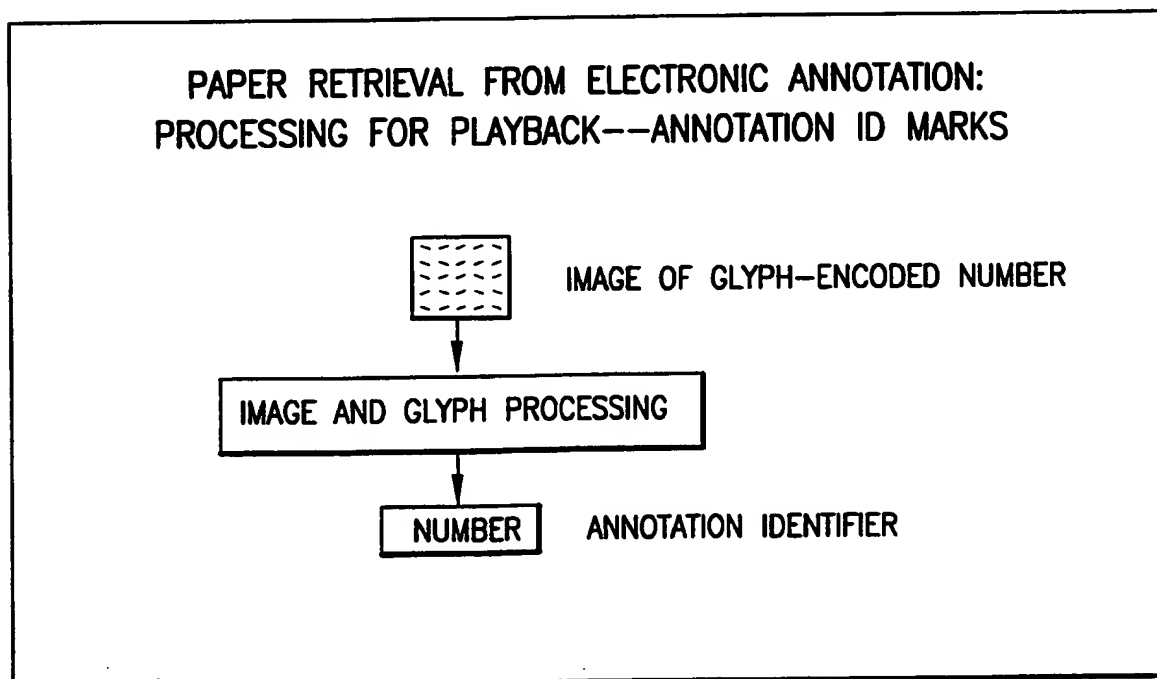 PAPER RETRIEVAL FROM ELECTRONIC ANNOTATION:
PROCESSING FOR PLAYBACK--ANNOTATION ID MARKS
IMAGE OF GLYPH-ENCODED NUMBER
IMAGE AND GLYPH PROCESSING
NUMBER ANNOTATION IDENTIFIER